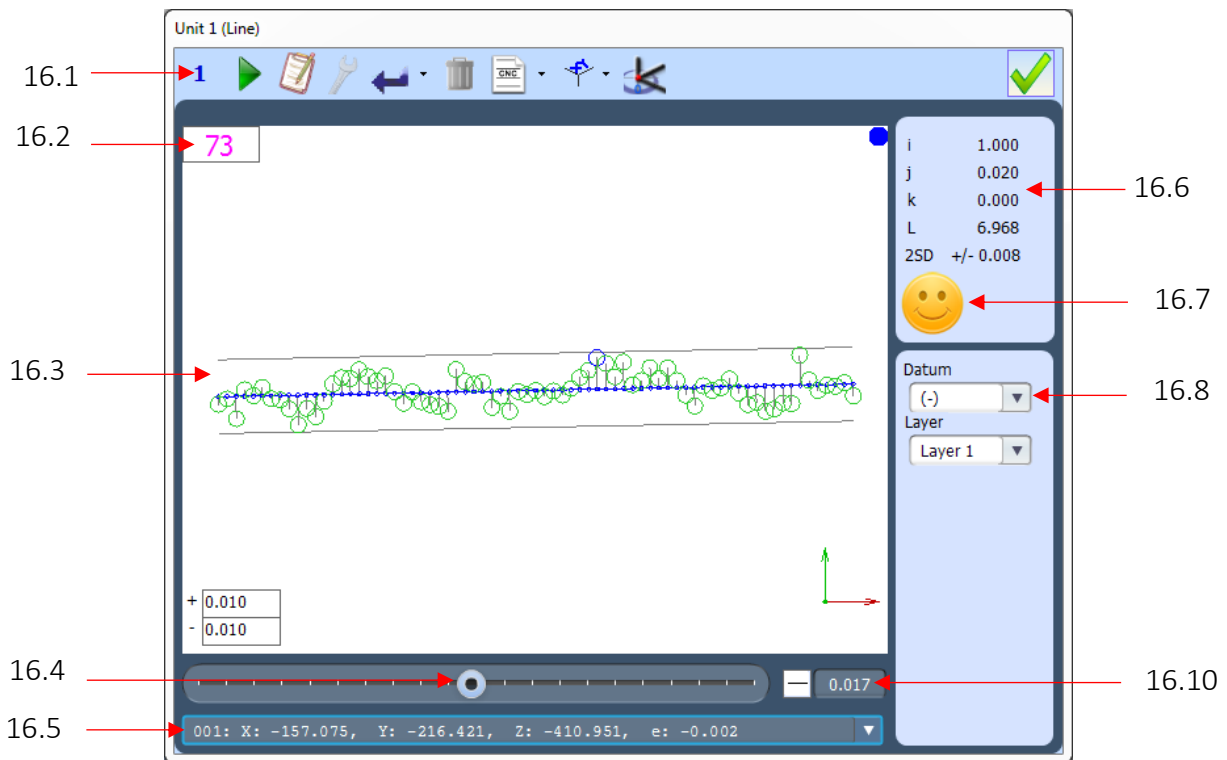 Unit 1 (Line)
16.1
1
CNC
16.2
73
i 1.000
j 0.020
k 0.000
L 6.968
2SD +/- 0.008
16.6
16.7
16.3
Datum
(-)
16.8
Layer
Layer 1
+ 0.010
- 0.010
16.4
0.017
16.10
16.5
001: X: -157.075, Y: -216.421, Z: -410.951, e: -0.002